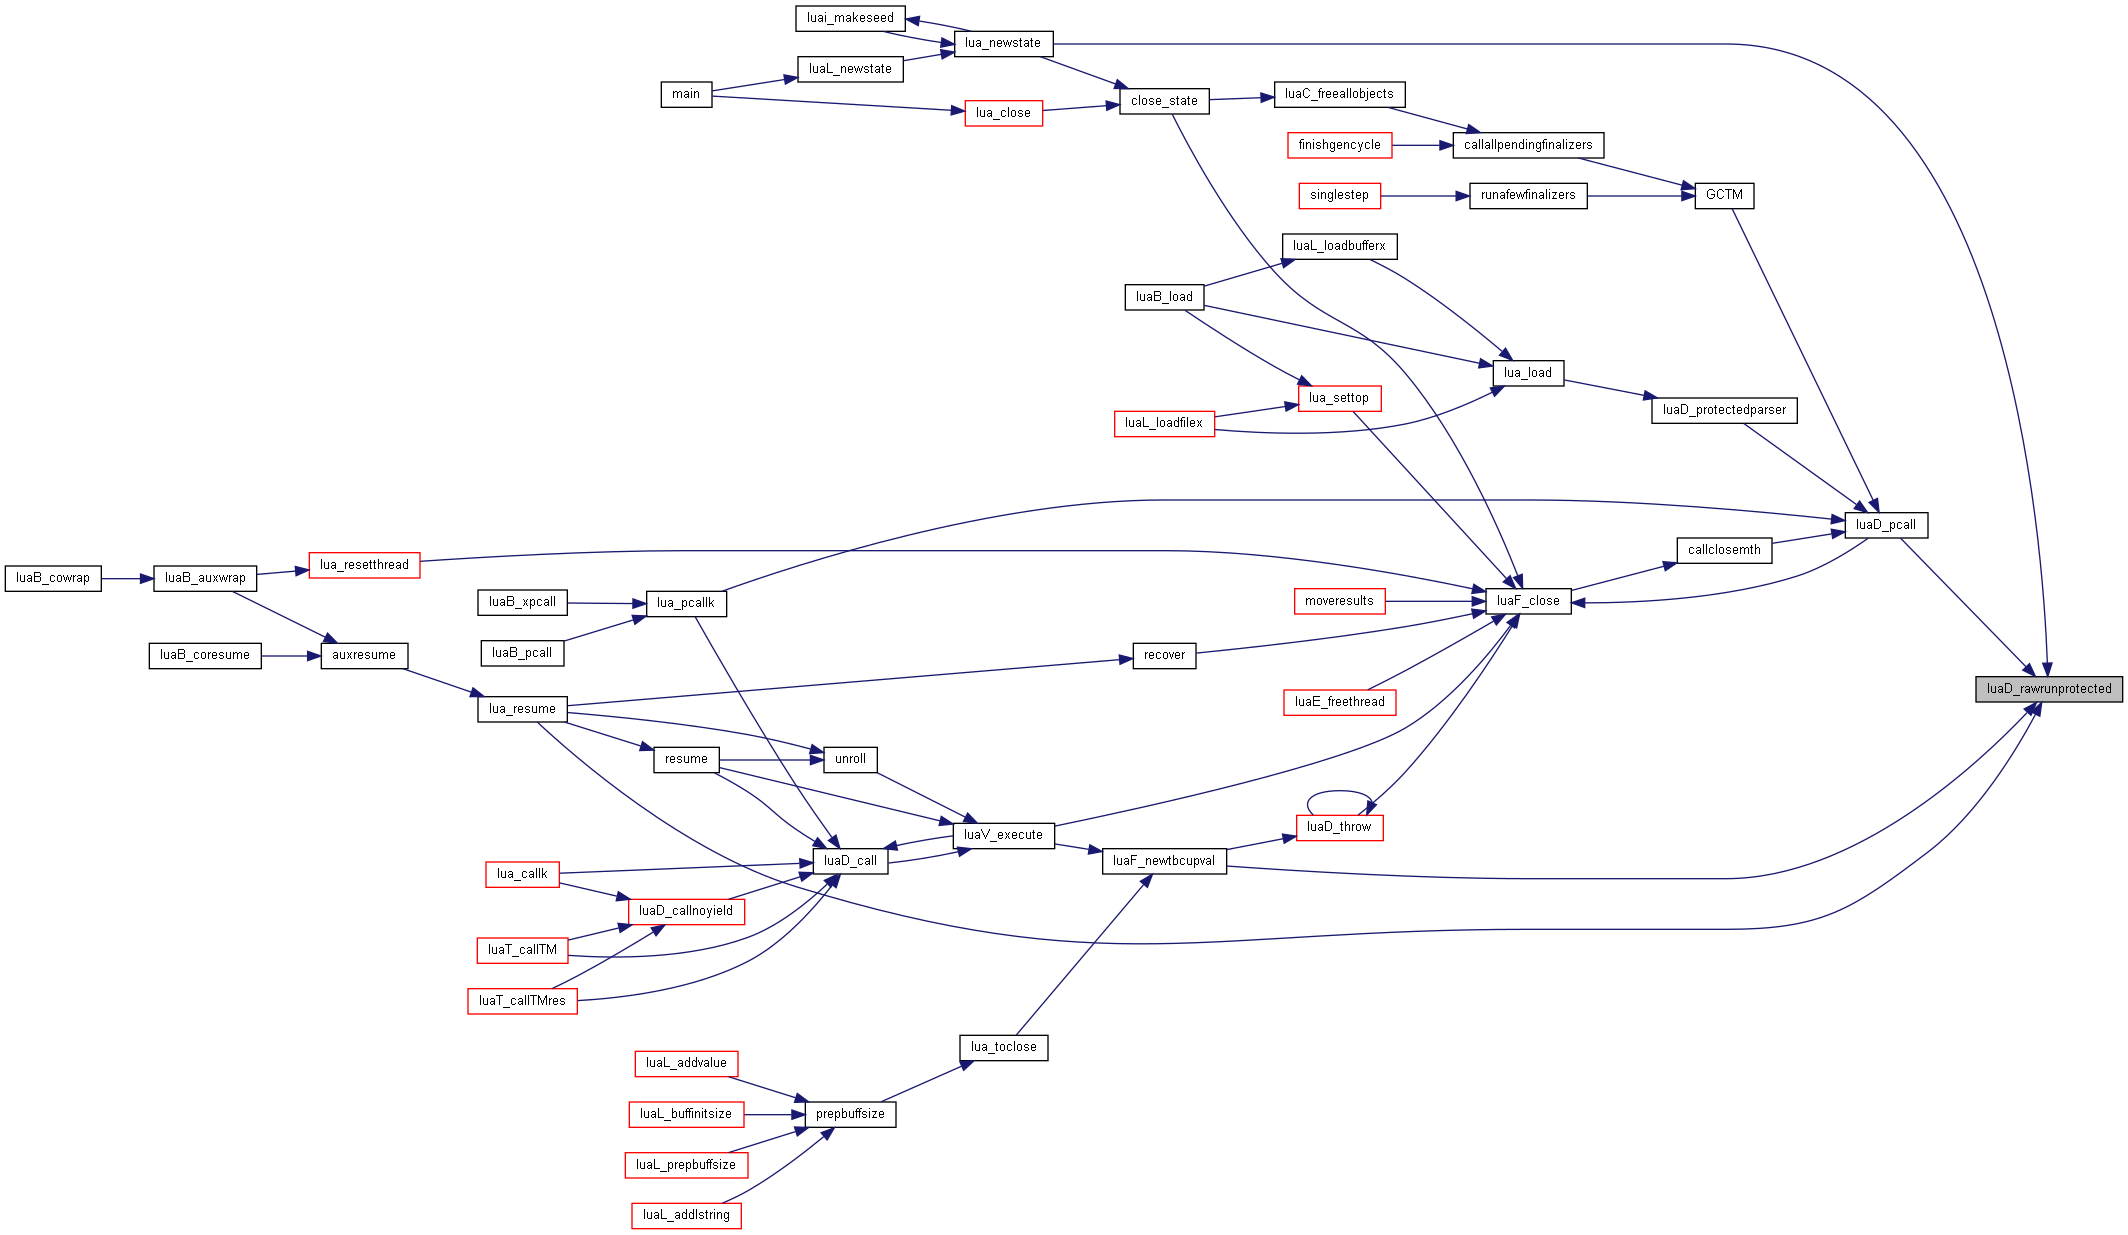 luai_makeseed
lua_newstate
luaL_newstate
main
close_state
luaC_freeallobjects
lua_close
callallpendingfinalizers
finishgencycle
GCTM
runafewfinalizers
singlestep
luaL_loadbufferx
luaB_load
lua_load
lua_settop
luaD_protectedparser
luaL_loadfilex
luaD_pcall
callclosemth
lua_resetthread
luaB_auxwrap
luaB_cowrap
luaB_xpcall
lua_pcallk
moveresults
luaF_close
luaB_pcall
luaB_coresume
auxresume
recover
luaD_rawrunprotected
luaE_freethread
lua_resume
resume
unroll
luaD_throw
luaV_execute
luaD_call
luaF_newtbcupval
lua_callk
luaD_callnoyield
luaT_callTM
luaT_callTMres
lua_toclose
luaL_addvalue
prepbuffsize
luaL_buffinitsize
luaL_prepbuffsize
luaL_addlstring